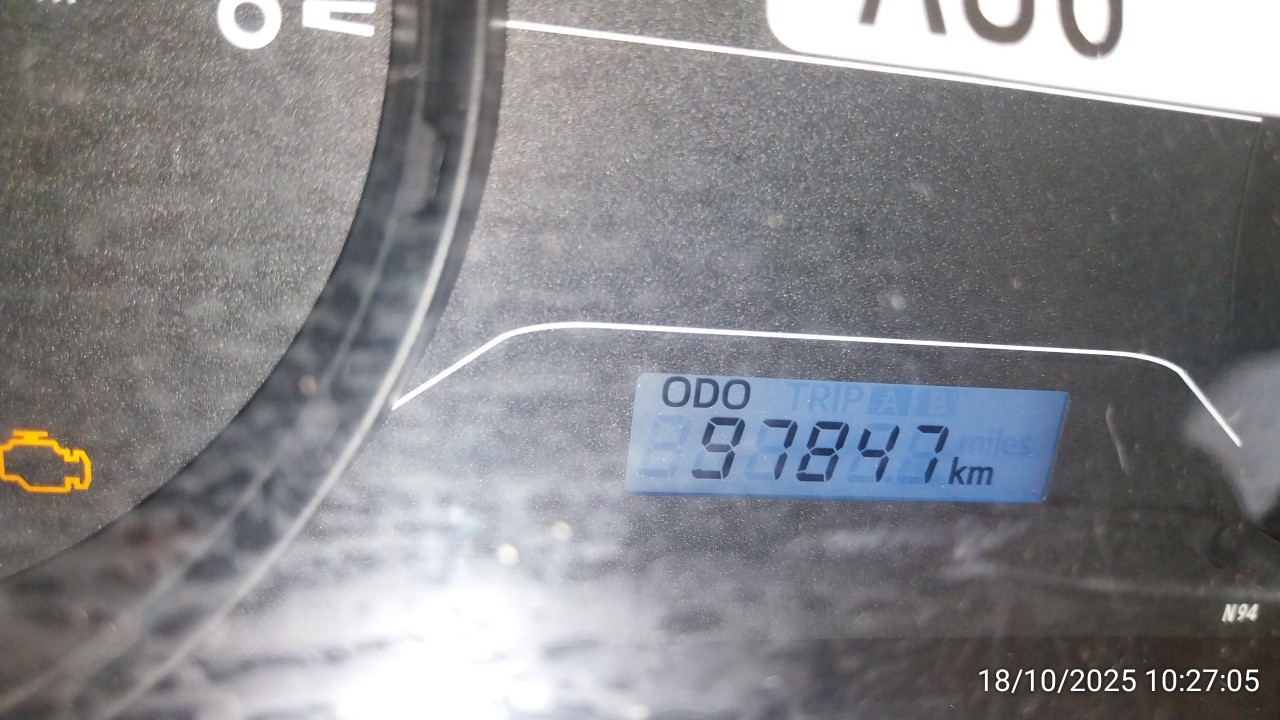 ODO TRIP A B
97847 km miles
N94
18/10/2025 10:27:05